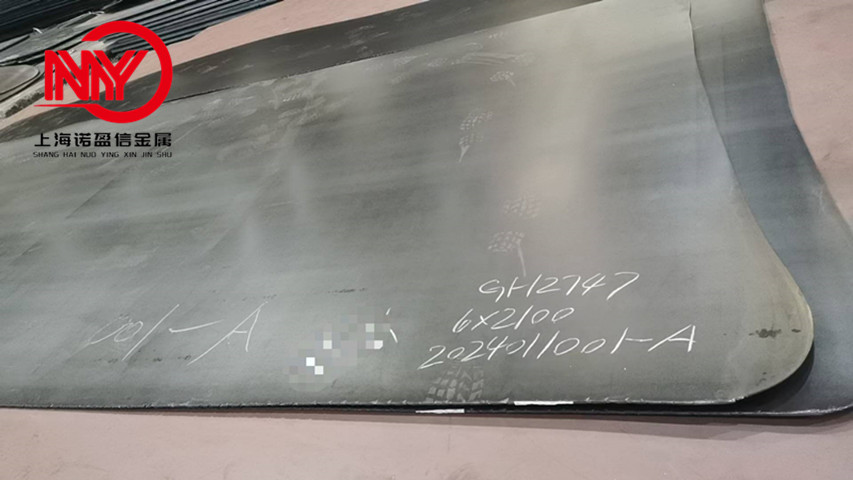 NY
上海诺盈信金属
SHANG HAI NUO YING XIN JIN SHU
GH2747
6X2100
2024011001-A
001-A